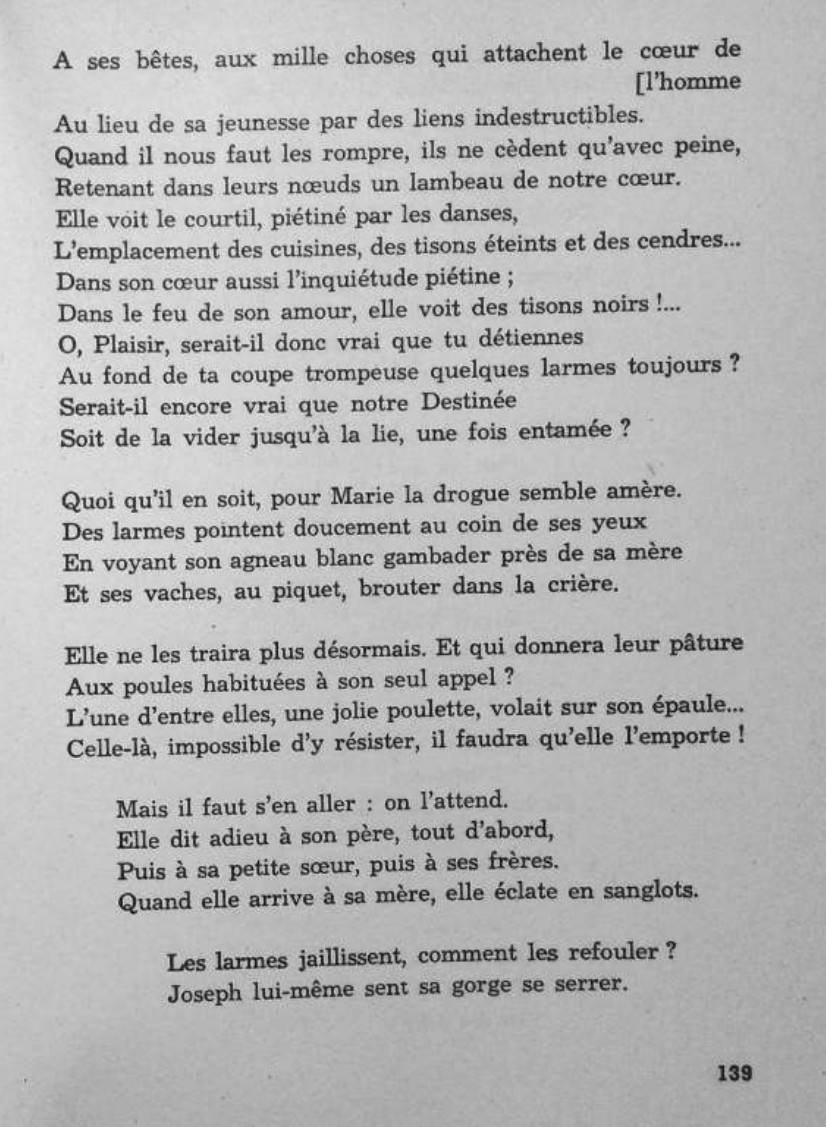 A ses bêtes, aux mille choses qui attachent le cœur de
[l'homme
Au lieu de sa jeunesse par des liens indestructibles.
Quand il nous faut les rompre, ils ne cèdent qu'avec peine,
Retenant dans leurs nœuds un lambeau de notre cœur.
Elle voit le courtil, piétiné par les danses,
L'emplacement des cuisines, des tisons éteints et des cendres...
Dans son cœur aussi l'inquiétude piétine ;
Dans le feu de son amour, elle voit des tisons noirs !...
O, Plaisir, serait-il donc vrai que tu détiennes
Au fond de ta coupe trompeuse quelques larmes toujours ?
Serait-il encore vrai que notre Destinée
Soit de la vider jusqu'à la lie, une fois entamée ?
Quoi qu'il en soit, pour Marie la drogue semble amère.
Des larmes pointent doucement au coin de ses yeux
En voyant son agneau blanc gambader près de sa mère
Et ses vaches, au piquet, brouter dans la crière.
Elle ne les traira plus désormais. Et qui donnera leur pâture
Aux poules habituées à son seul appel ?
L'une d'entre elles, une jolie poulette, volait sur son épaule...
Celle-là, impossible d'y résister, il faudra qu'elle l'emporte !
Mais il faut s'en aller : on l'attend.
Elle dit adieu à son père, tout d'abord,
Puis à sa petite sœur, puis à ses frères.
Quand elle arrive à sa mère, elle éclate en sanglots.
Les larmes jaillissent, comment les refouler ?
Joseph lui-même sent sa gorge se serrer.
139